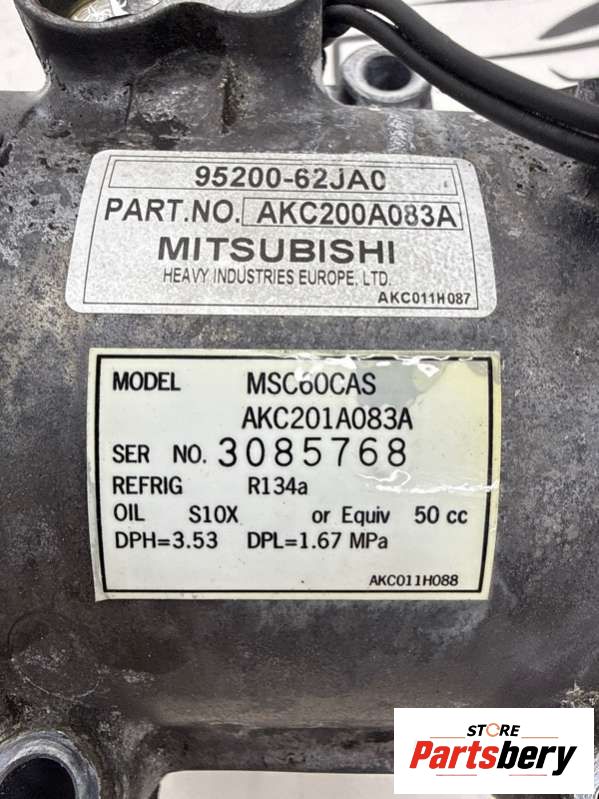 95200-62JA0
PART.NO. AKC200A083A
MITSUBISHI
HEAVY INDUSTRIES EUROPE, LTD.
AKC011H087
MODEL MSC60CAS
AKC201A083A
SER NO. 3085768
REFRIG R134a
OIL S10X or Equiv 50 cc
DPH=3.53 DPL=1.67 MPa
AKC011H088
STORE
Partsbery